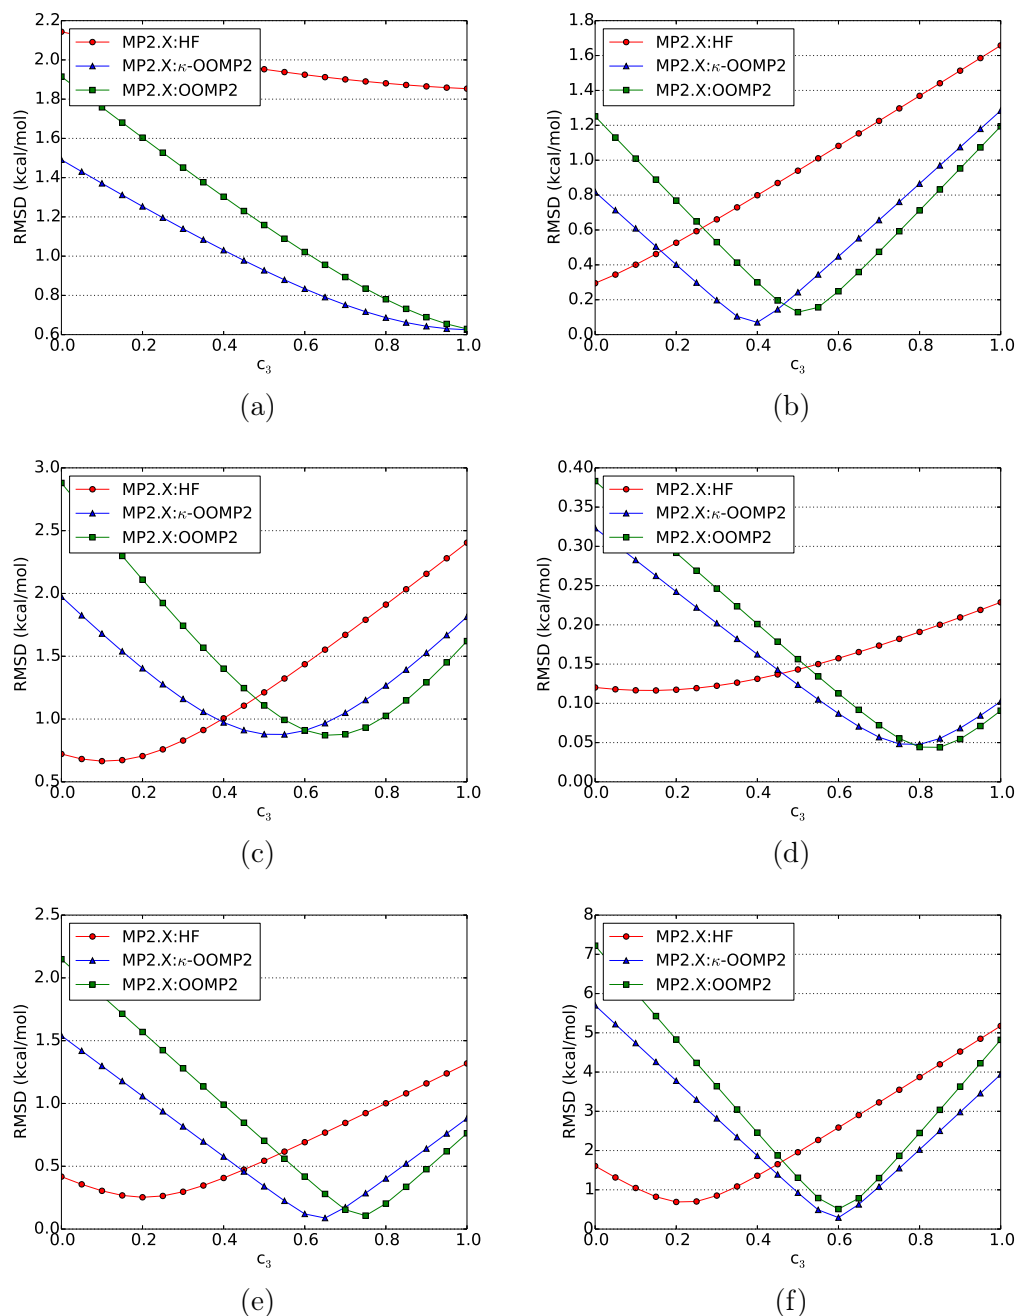 2.2
2.0
1.8
1.6
1.4
1.2
1.0
0.8
0.6
RMSD (kcal/mol)
MP2.X:HF
MP2.X:κ-OOMP2
MP2.X:OOMP2
0.0 0.2 0.4 0.6 0.8 1.0
c₃
(a)
1.8
1.6
1.4
1.2
1.0
0.8
0.6
0.4
0.2
0.0
RMSD (kcal/mol)
MP2.X:HF
MP2.X:κ-OOMP2
MP2.X:OOMP2
0.0 0.2 0.4 0.6 0.8 1.0
c₃
(b)
3.0
2.5
2.0
1.5
1.0
0.5
RMSD (kcal/mol)
MP2.X:HF
MP2.X:κ-OOMP2
MP2.X:OOMP2
0.0 0.2 0.4 0.6 0.8 1.0
c₃
(c)
0.40
0.35
0.30
0.25
0.20
0.15
0.10
0.05
0.00
RMSD (kcal/mol)
MP2.X:HF
MP2.X:κ-OOMP2
MP2.X:OOMP2
0.0 0.2 0.4 0.6 0.8 1.0
c₃
(d)
2.5
2.0
1.5
1.0
0.5
0.0
RMSD (kcal/mol)
MP2.X:HF
MP2.X:κ-OOMP2
MP2.X:OOMP2
0.0 0.2 0.4 0.6 0.8 1.0
c₃
(e)
8
7
6
5
4
3
2
1
0
RMSD (kcal/mol)
MP2.X:HF
MP2.X:κ-OOMP2
MP2.X:OOMP2
0.0 0.2 0.4 0.6 0.8 1.0
c₃
(f)